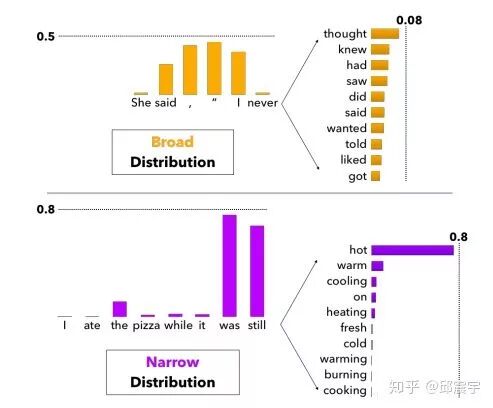 0.5
She said , " I never
Broad
Distribution
0.08
thought
knew
had
saw
did
said
wanted
told
liked
got
0.8
I ate the pizza while it was still
Narrow
Distribution
0.8
hot
warm
cooling
on
heating
fresh
cold
warming
burning
cooking
知乎 @邱震宇